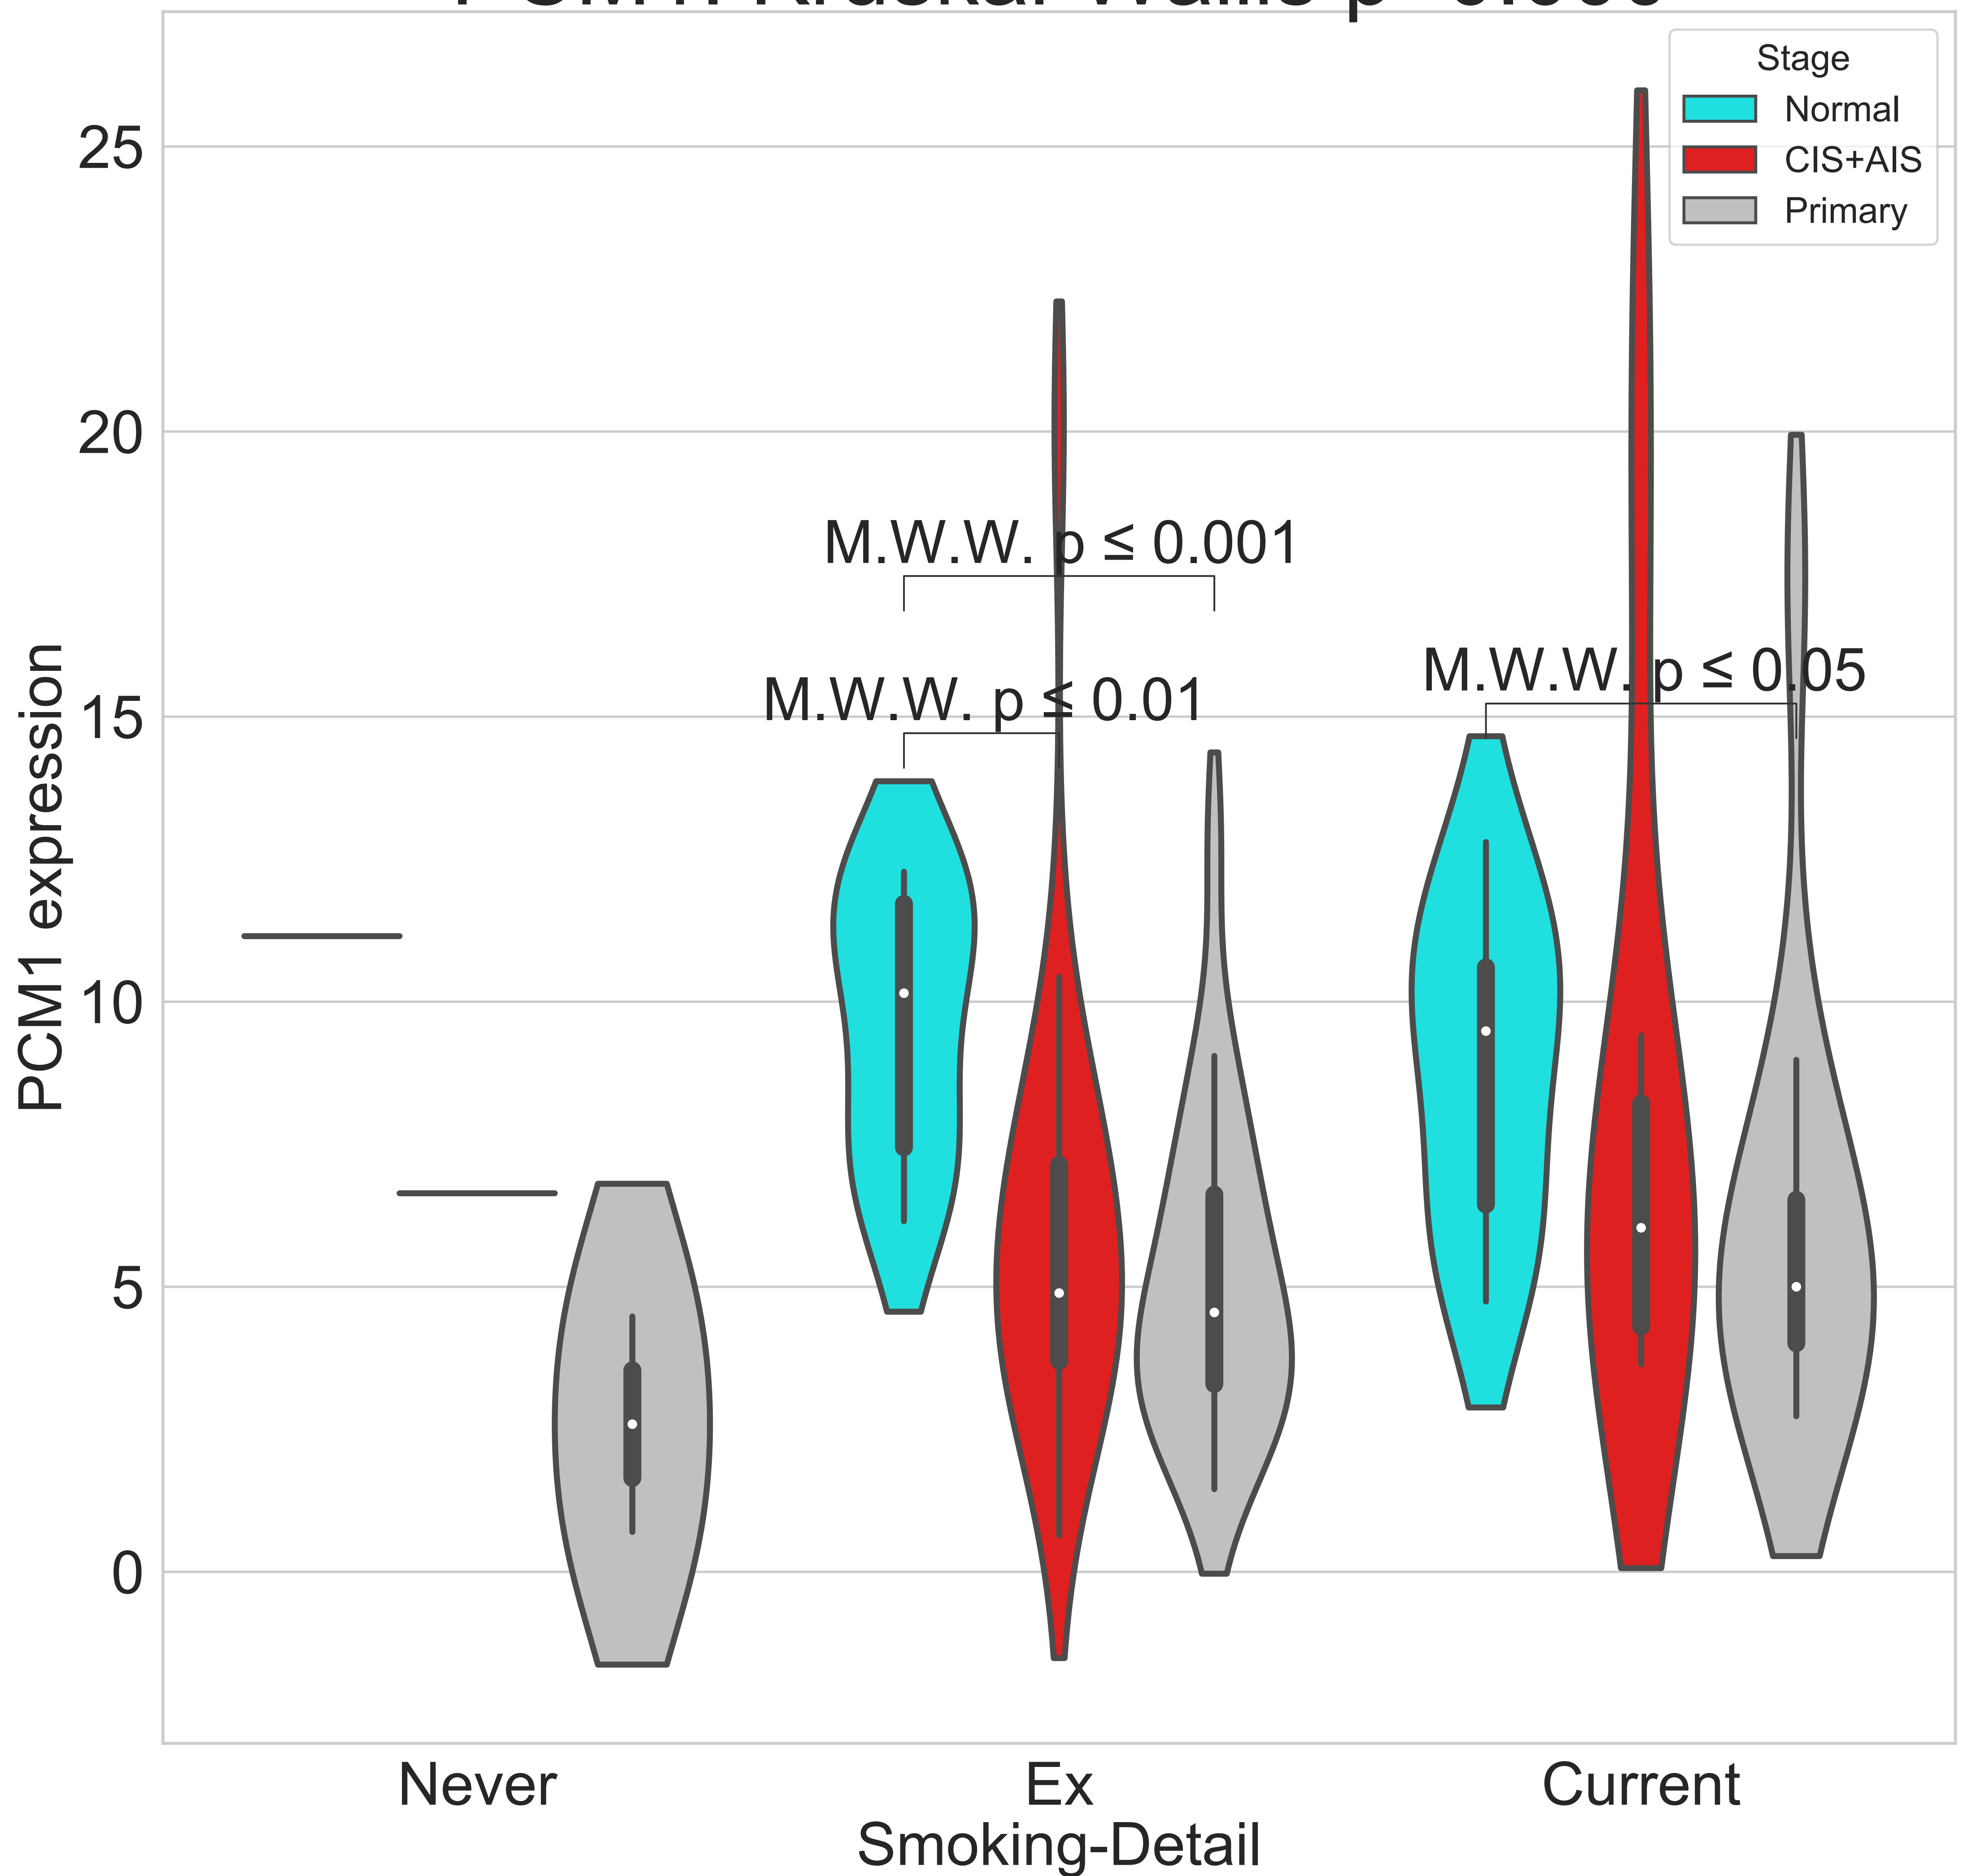 Stage
Normal
CIS+AIS
Primary
25
20
15
10
5
0
PCM1 expression
M.W.W. p ≤ 0.001
M.W.W. p ≤ 0.01
M.W.W. p ≤ 0.05
Never
Ex
Current
Smoking-Detail